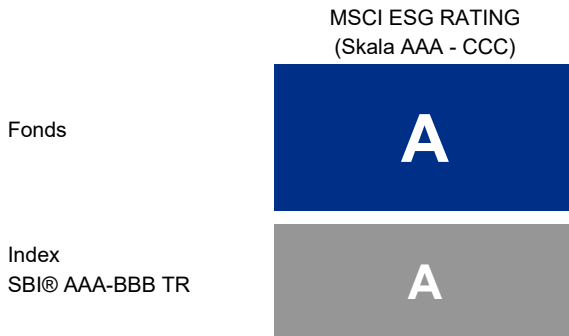 MSCI ESG RATING
(Skala AAA - CCC)
Fonds
A
Index
SBI® AAA-BBB TR
A